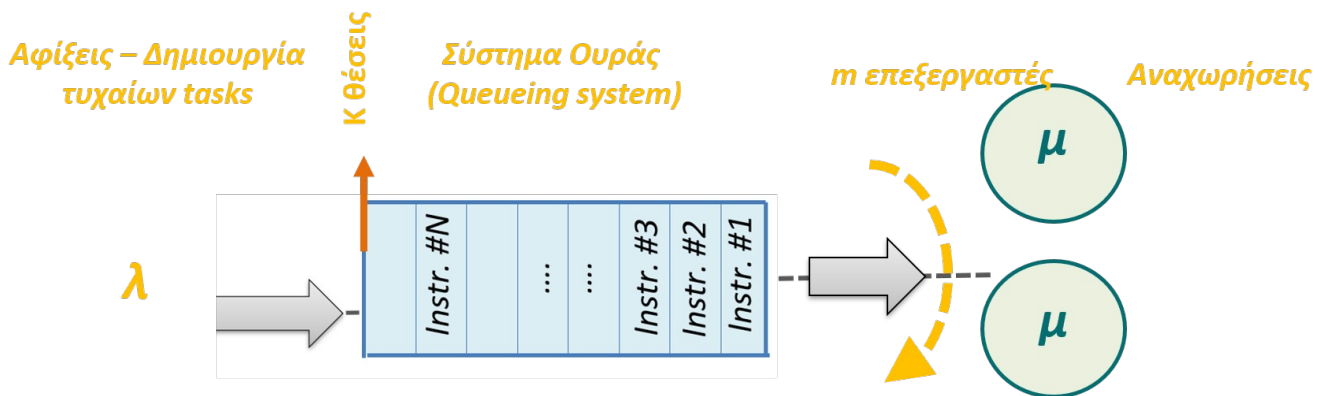 Αφίξεις – Δημιουργία
τυχαίων tasks
Κ θέσεις
Σύστημα Ουράς
(Queueing system)
m επεξεργαστές
Αναχωρήσεις
λ
Instr. #N
....
....
Instr. #3
Instr. #2
Instr. #1
μ
μ